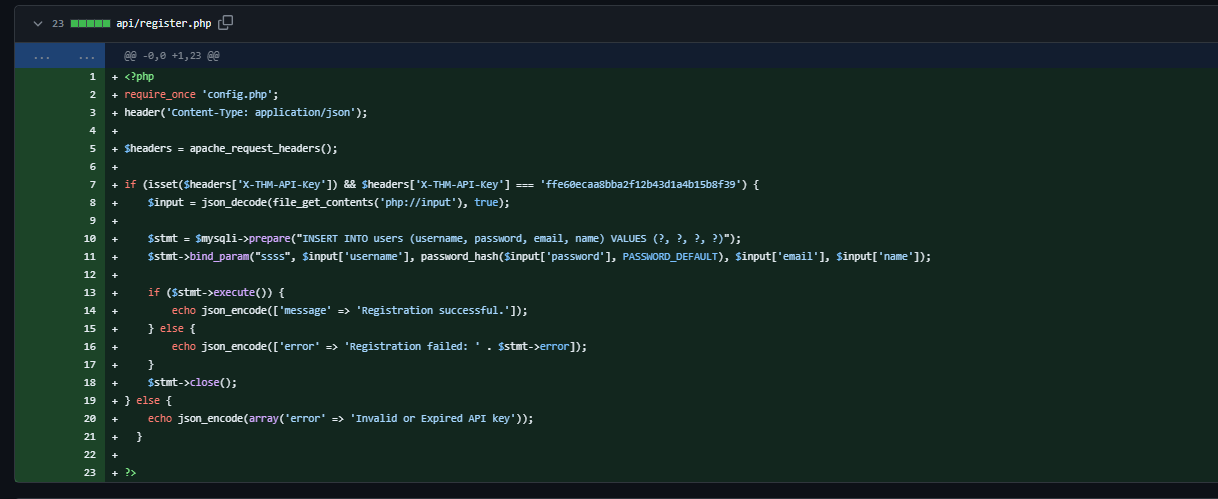 23 api/register.php
... ... @@ -0,0 +1,23 @@
1 + <?php
2 + require_once 'config.php';
3 + header('Content-Type: application/json');
4 +
5 + $headers = apache_request_headers();
6 +
7 + if (isset($headers['X-THM-API-Key']) && $headers['X-THM-API-Key'] === 'ffe60ecaa8bba2f12b43d1a4b15b8f39') {
8 +     $input = json_decode(file_get_contents('php://input'), true);
9 +
10 +     $stmt = $mysqli->prepare("INSERT INTO users (username, password, email, name) VALUES (?, ?, ?, ?)");
11 +     $stmt->bind_param("ssss", $input['username'], password_hash($input['password'], PASSWORD_DEFAULT), $input['email'], $input['name']);
12 +
13 +     if ($stmt->execute()) {
14 +         echo json_encode(['message' => 'Registration successful.']);
15 +     } else {
16 +         echo json_encode(['error' => 'Registration failed: ' . $stmt->error]);
17 +     }
18 +     $stmt->close();
19 + } else {
20 +     echo json_encode(array('error' => 'Invalid or Expired API key'));
21 +   }
22 +
23 + ?>